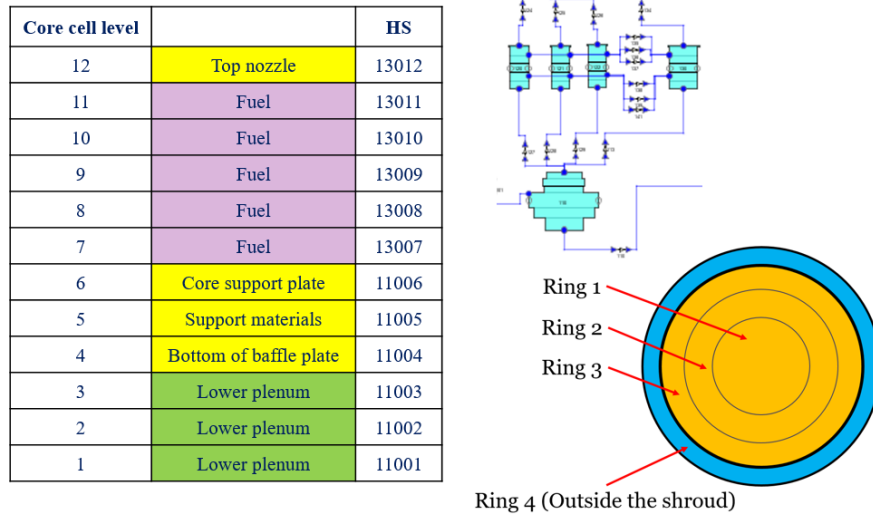 Core cell level HS
12 Top nozzle 13012
11 Fuel 13011
10 Fuel 13010
9 Fuel 13009
8 Fuel 13008
7 Fuel 13007
6 Core support plate 11006
5 Support materials 11005
4 Bottom of baffle plate 11004
3 Lower plenum 11003
2 Lower plenum 11002
1 Lower plenum 11001
Ring 1
Ring 2
Ring 3
Ring 4 (Outside the shroud)